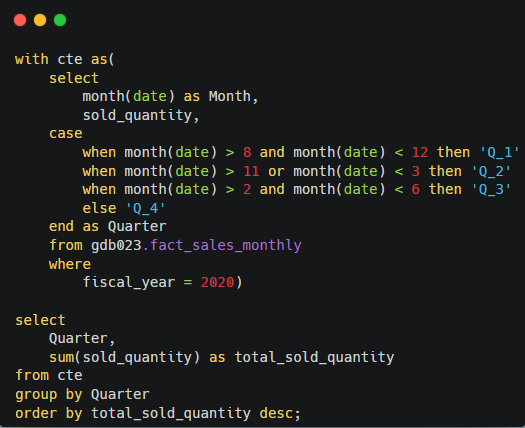 with cte as(
    select
        month(date) as Month,
        sold_quantity,
    case
        when month(date) > 8 and month(date) < 12 then 'Q_1'
        when month(date) > 11 or month(date) < 3 then 'Q_2'
        when month(date) > 2 and month(date) < 6 then 'Q_3'
        else 'Q_4'
    end as Quarter
    from gdb023.fact_sales_monthly
    where
        fiscal_year = 2020)

select
    Quarter,
    sum(sold_quantity) as total_sold_quantity
from cte
group by Quarter
order by total_sold_quantity desc;